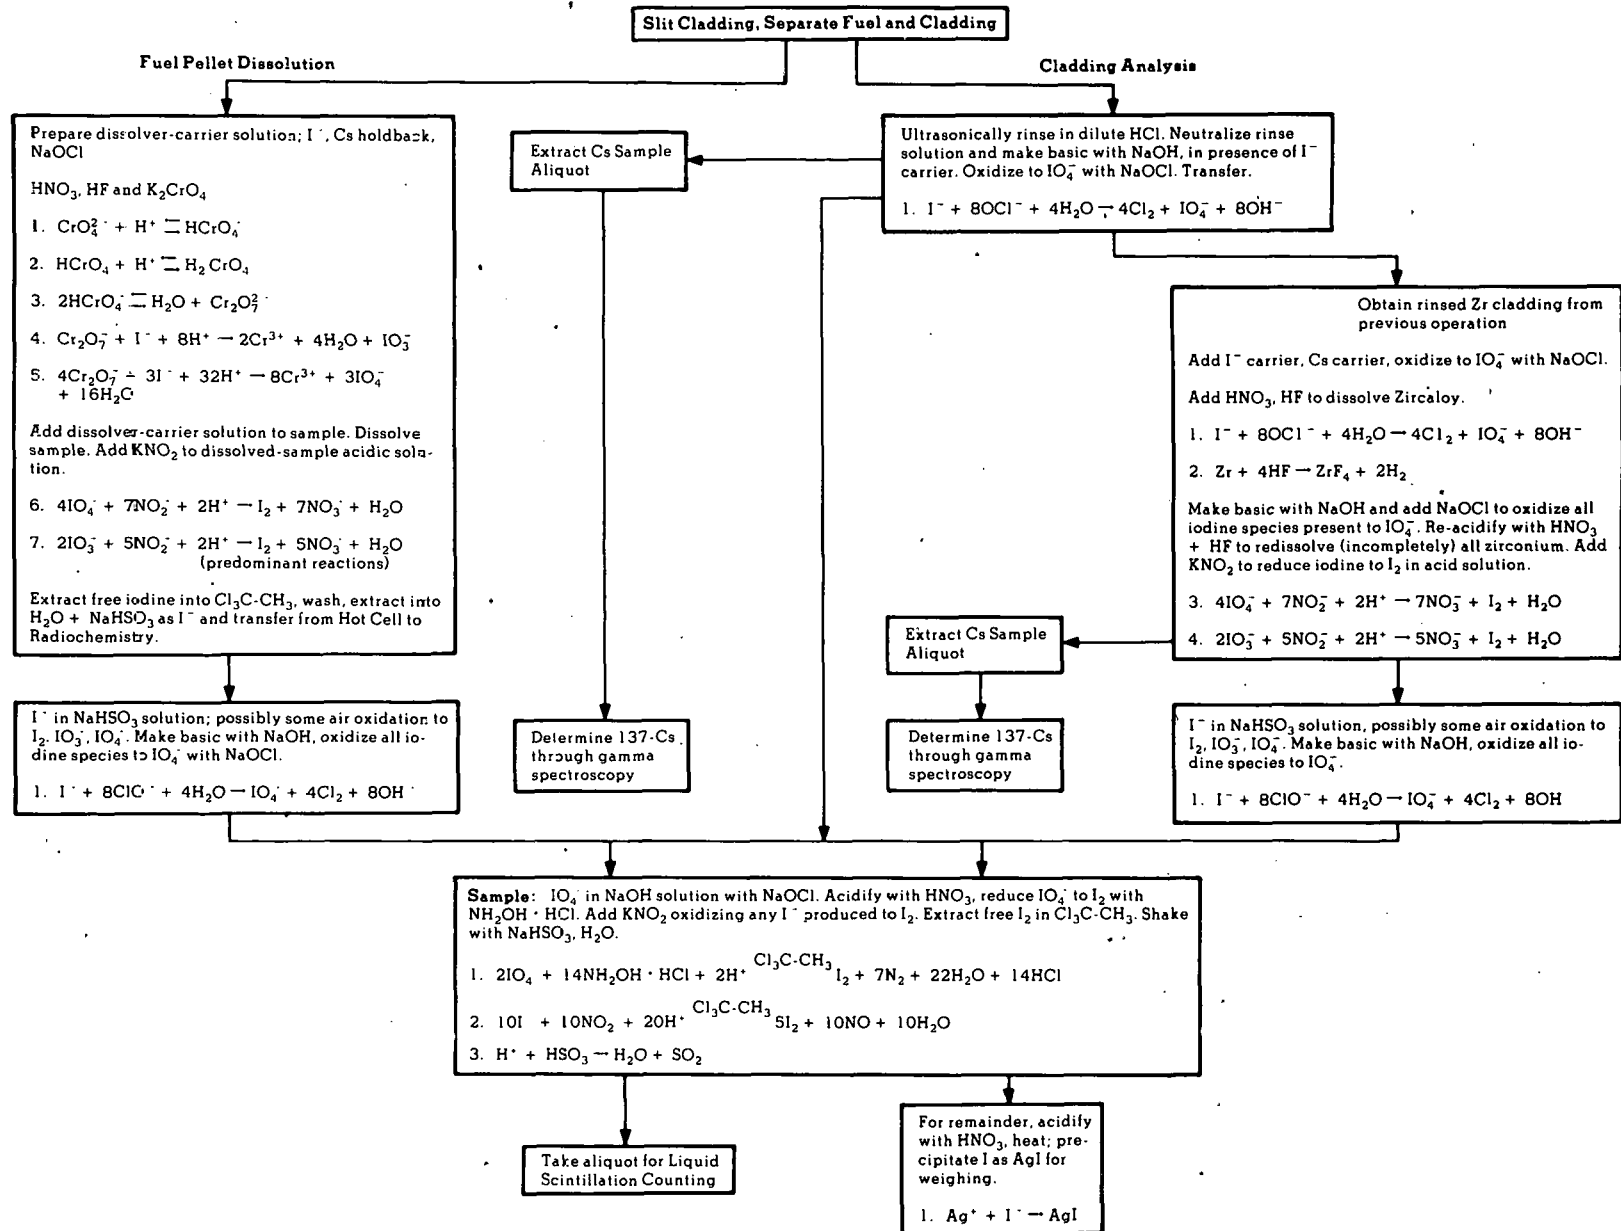 Slit Cladding, Separate Fuel and Cladding
Fuel Pellet Dissolution
Cladding Analysis
Prepare dissolver-carrier solution; I⁻, Cs holdback,
NaOCl
HNO₃, HF and K₂CrO₄
1. CrO₄²⁻ + H⁺ ⇌ HCrO₄⁻
2. HCrO₄ + H⁺ ⇌ H₂CrO₄
3. 2HCrO₄⁻ ⇌ H₂O + Cr₂O₇²⁻
4. Cr₂O₇⁻ + I⁻ + 8H⁺ → 2Cr³⁺ + 4H₂O + IO₃⁻
5. 4Cr₂O₇⁻ + 3I⁻ + 32H⁺ → 8Cr³⁺ + 3IO₄⁻
+ 16H₂O
Add dissolver-carrier solution to sample. Dissolve
sample. Add KNO₂ to dissolved-sample acidic solu-
tion.
6. 4IO₄⁻ + 7NO₂⁻ + 2H⁺ → I₂ + 7NO₃⁻ + H₂O
7. 2IO₃⁻ + 5NO₂⁻ + 2H⁺ → I₂ + 5NO₃⁻ + H₂O
(predominant reactions)
Extract free iodine into Cl₃C-CH₃, wash, extract into
H₂O + NaHSO₃ as I⁻ and transfer from Hot Cell to
Radiochemistry.
I⁻ in NaHSO₃ solution; possibly some air oxidation to
I₂, IO₃⁻, IO₄⁻. Make basic with NaOH, oxidize all io-
dine species to IO₄⁻ with NaOCl.
1. I⁻ + 8ClO⁻ + 4H₂O → IO₄⁻ + 4Cl₂ + 8OH⁻
Extract Cs Sample
Aliquot
Determine 137-Cs
through gamma
spectroscopy
Ultrasonically rinse in dilute HCl. Neutralize rinse
solution and make basic with NaOH, in presence of I⁻
carrier. Oxidize to IO₄⁻ with NaOCl. Transfer.
1. I⁻ + 8OCl⁻ + 4H₂O → 4Cl₂ + IO₄⁻ + 8OH⁻
Obtain rinsed Zr cladding from
previous operation
Add I⁻ carrier, Cs carrier, oxidize to IO₄⁻ with NaOCl.
Add HNO₃, HF to dissolve Zircaloy.
1. I⁻ + 8OCl⁻ + 4H₂O → 4Cl₂ + IO₄⁻ + 8OH⁻
2. Zr + 4HF → ZrF₄ + 2H₂
Make basic with NaOH and add NaOCl to oxidize all
iodine species present to IO₄⁻. Re-acidify with HNO₃
+ HF to redissolve (incompletely) all zirconium. Add
KNO₂ to reduce iodine to I₂ in acid solution.
3. 4IO₄⁻ + 7NO₂⁻ + 2H⁺ → 7NO₃⁻ + I₂ + H₂O
4. 2IO₃⁻ + 5NO₂⁻ + 2H⁺ → 5NO₃⁻ + I₂ + H₂O
Extract Cs Sample
Aliquot
Determine 137-Cs
through gamma
spectroscopy
I⁻ in NaHSO₃ solution, possibly some air oxidation to
I₂, IO₃⁻, IO₄⁻. Make basic with NaOH, oxidize all io-
dine species to IO₄⁻.
1. I⁻ + 8ClO⁻ + 4H₂O → IO₄⁻ + 4Cl₂ + 8OH
Sample: IO₄⁻ in NaOH solution with NaOCl. Acidify with HNO₃, reduce IO₄⁻ to I₂ with
NH₂OH · HCl. Add KNO₂ oxidizing any I⁻ produced to I₂. Extract free I₂ in Cl₃C-CH₃. Shake
with NaHSO₃, H₂O.
1. 2IO₄ + 14NH₂OH · HCl + 2H⁺ Cl₃C-CH₃ I₂ + 7N₂ + 22H₂O + 14HCl
2. 10I + 10NO₂ + 20H⁺ Cl₃C-CH₃ 5I₂ + 10NO + 10H₂O
3. H⁺ + HSO₃ → H₂O + SO₂
Take aliquot for Liquid
Scintillation Counting
For remainder, acidify
with HNO₃, heat; pre-
cipitate I as AgI for
weighing.
1. Ag⁺ + I⁻ → AgI